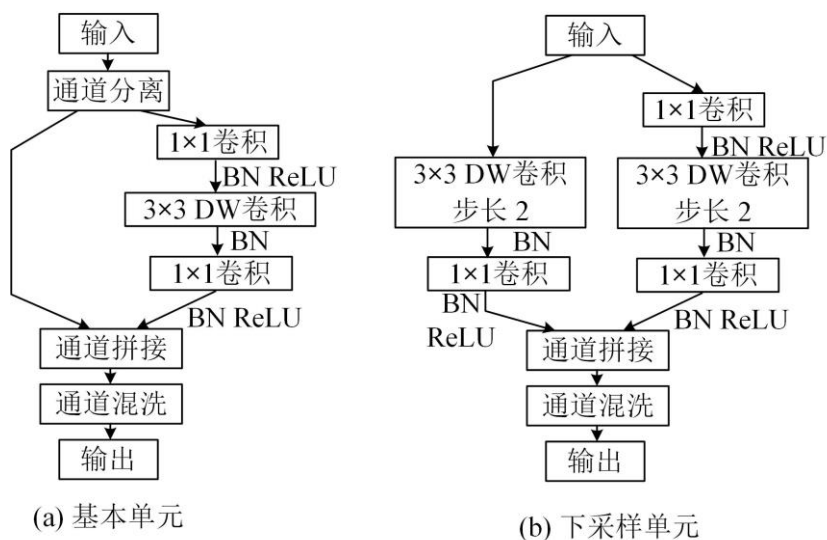 输入
通道分离
1×1卷积
BN ReLU
3×3 DW卷积
BN
1×1卷积
BN ReLU
通道拼接
通道混洗
输出
(a) 基本单元
输入
1×1卷积
BN ReLU
3×3 DW卷积
步长 2
3×3 DW卷积
步长 2
BN
BN
1×1卷积
1×1卷积
BN
ReLU
BN ReLU
通道拼接
通道混洗
输出
(b) 下采样单元